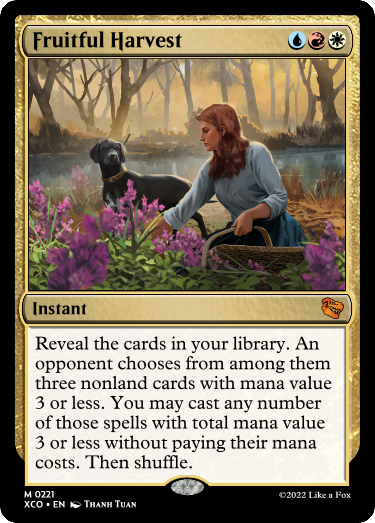 Fruitful Harvest
Instant
Reveal the cards in your library. An
opponent chooses from among them
three nonland cards with mana value
3 or less. You may cast any number
of those spells with total mana value
3 or less without paying their mana
costs. Then shuffle.
M 0221
XCO • EN Thanh Tuan
©2022 Like a Fox